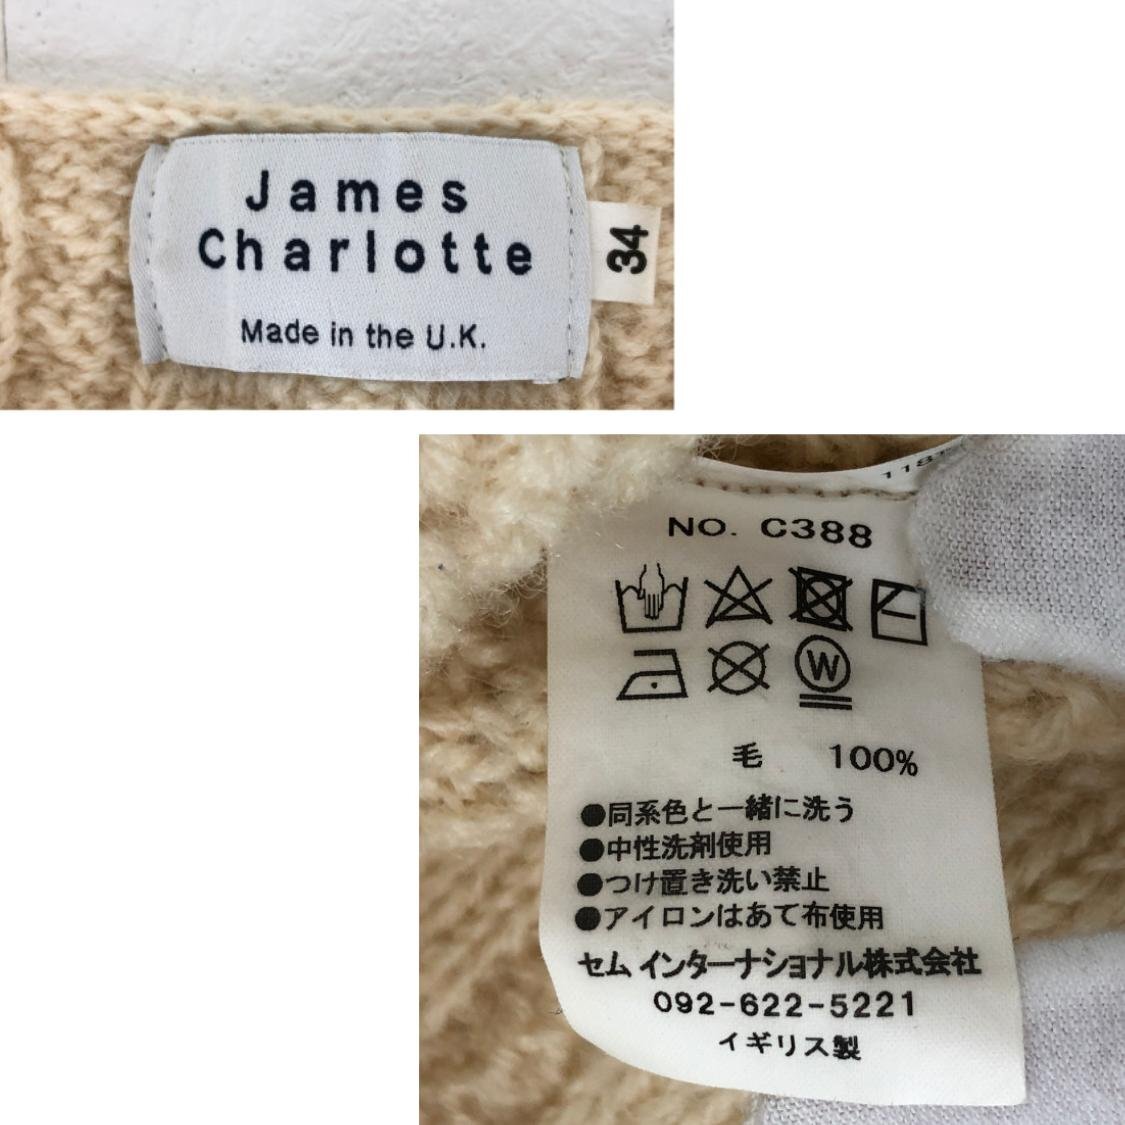 James
Charlotte
Made in the U.K.
34
NO. C388
W
毛 100%
●同系色と一緒に洗う
●中性洗剤使用
●つけ置き洗い禁止
●アイロンはあて布使用
セム インターナショナル株式会社
092-622-5221
イギリス製